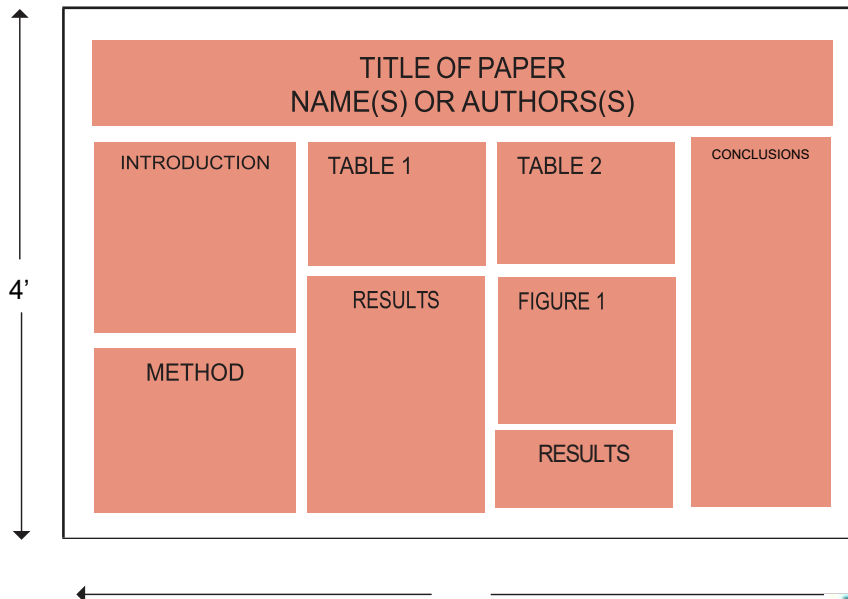 TITLE OF PAPER
NAME(S) OR AUTHORS(S)
INTRODUCTION
METHOD
TABLE 1
RESULTS
TABLE 2
FIGURE 1
RESULTS
CONCLUSIONS
4’